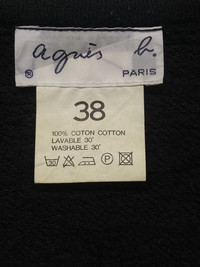 agnès b.
® PARIS
38
100% COTON COTTON
LAVABLE 30°
WASHABLE 30°
P